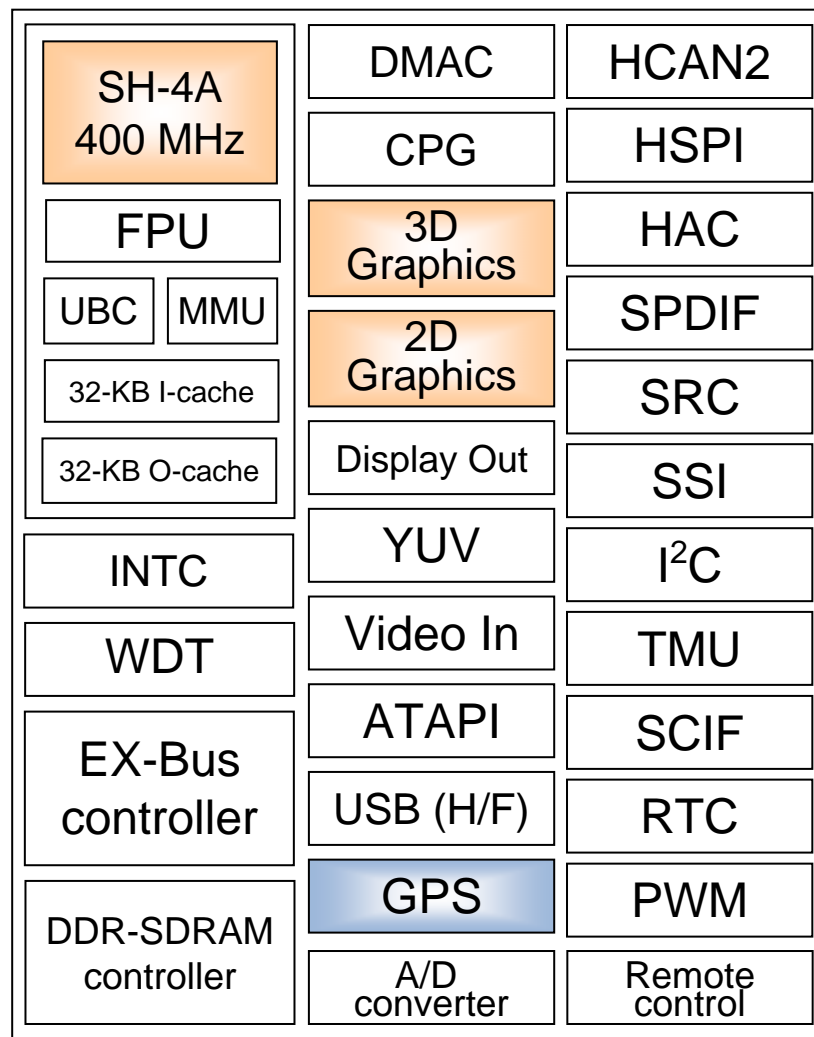 SH-4A
400 MHz
FPU
UBC
MMU
32-KB I-cache
32-KB O-cache
INTC
WDT
EX-Bus
controller
DDR-SDRAM
controller
DMAC
CPG
3D
Graphics
2D
Graphics
Display Out
YUV
Video In
ATAPI
USB (H/F)
GPS
A/D
converter
HCAN2
HSPI
HAC
SPDIF
SRC
SSI
I²C
TMU
SCIF
RTC
PWM
Remote
control